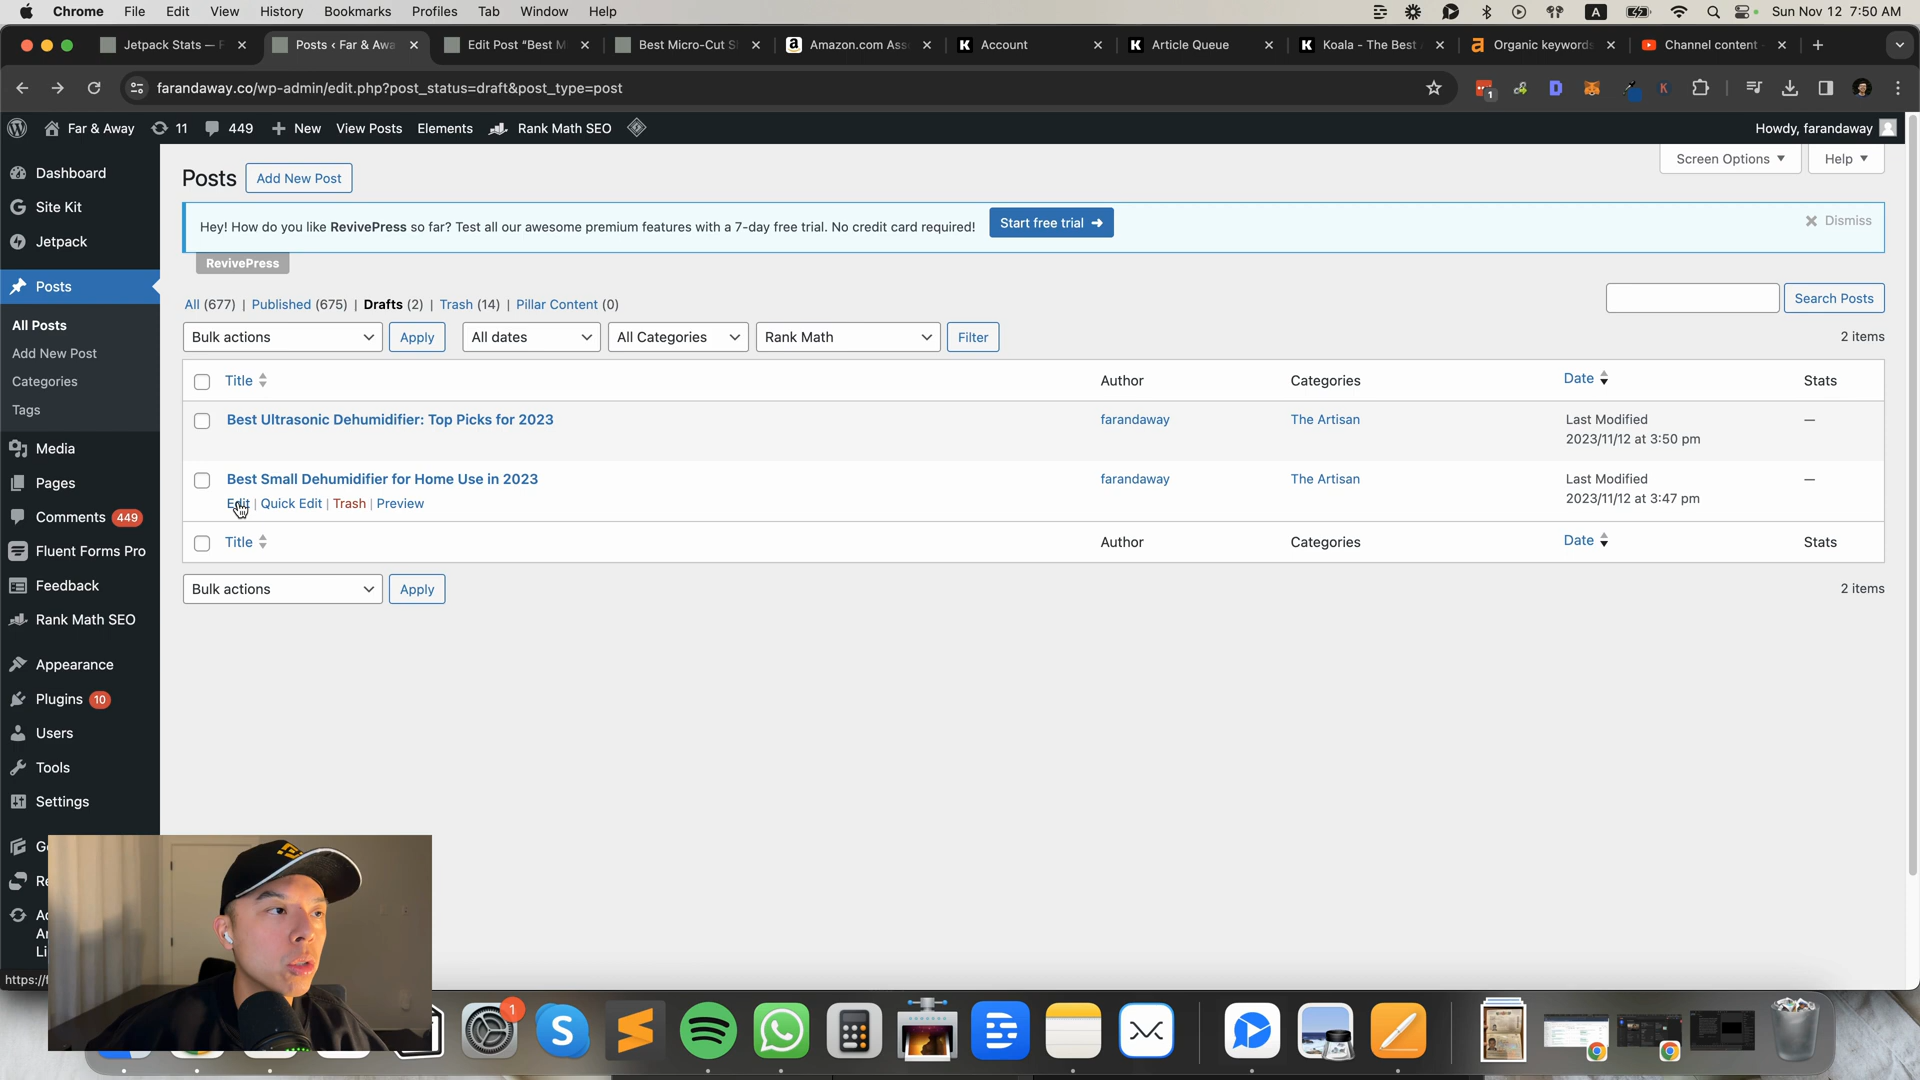 Chrome File Edit View History Bookmarks Profiles Tab Window Help A Sun Nov 12 7:50 AM
Jetpack Stats — Posts ‹ Far & Awa Edit Post “Best M Best Micro-Cut S Amazon.com Ass Account Article Queue Koala - The Best Organic keywords Channel content
farandaway.co/wp-admin/edit.php?post_status=draft&post_type=post
Far & Away 11 449 New View Posts Elements Rank Math SEO Howdy, farandaway
Screen Options Help
Dashboard
Site Kit
Jetpack
Posts
All Posts
Add New Post
Categories
Tags
Media
Pages
Comments 449
Fluent Forms Pro
Feedback
Rank Math SEO
Appearance
Plugins 10
Users
Tools
Settings
https://f
Posts Add New Post
Hey! How do you like RevivePress so far? Test all our awesome premium features with a 7-day free trial. No credit card required! Start free trial → Dismiss
RevivePress
All (677) | Published (675) | Drafts (2) | Trash (14) | Pillar Content (0) Search Posts
Bulk actions Apply All dates All Categories Rank Math Filter 2 items
Title Author Categories Date Stats
Best Ultrasonic Dehumidifier: Top Picks for 2023 farandaway The Artisan Last Modified —
2023/11/12 at 3:50 pm
Best Small Dehumidifier for Home Use in 2023 farandaway The Artisan Last Modified —
Edit | Quick Edit | Trash | Preview 2023/11/12 at 3:47 pm
Title Author Categories Date Stats
Bulk actions Apply 2 items
1